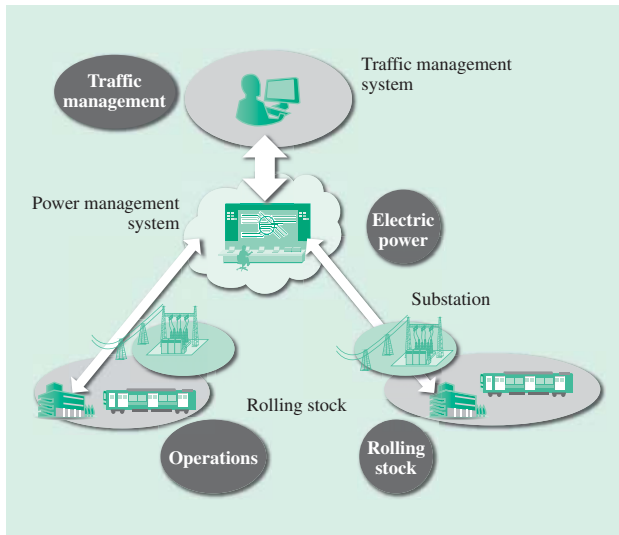 Traffic management
system
Traffic
management
Power management
system
Electric
power
Substation
Rolling stock
Operations
Rolling
stock